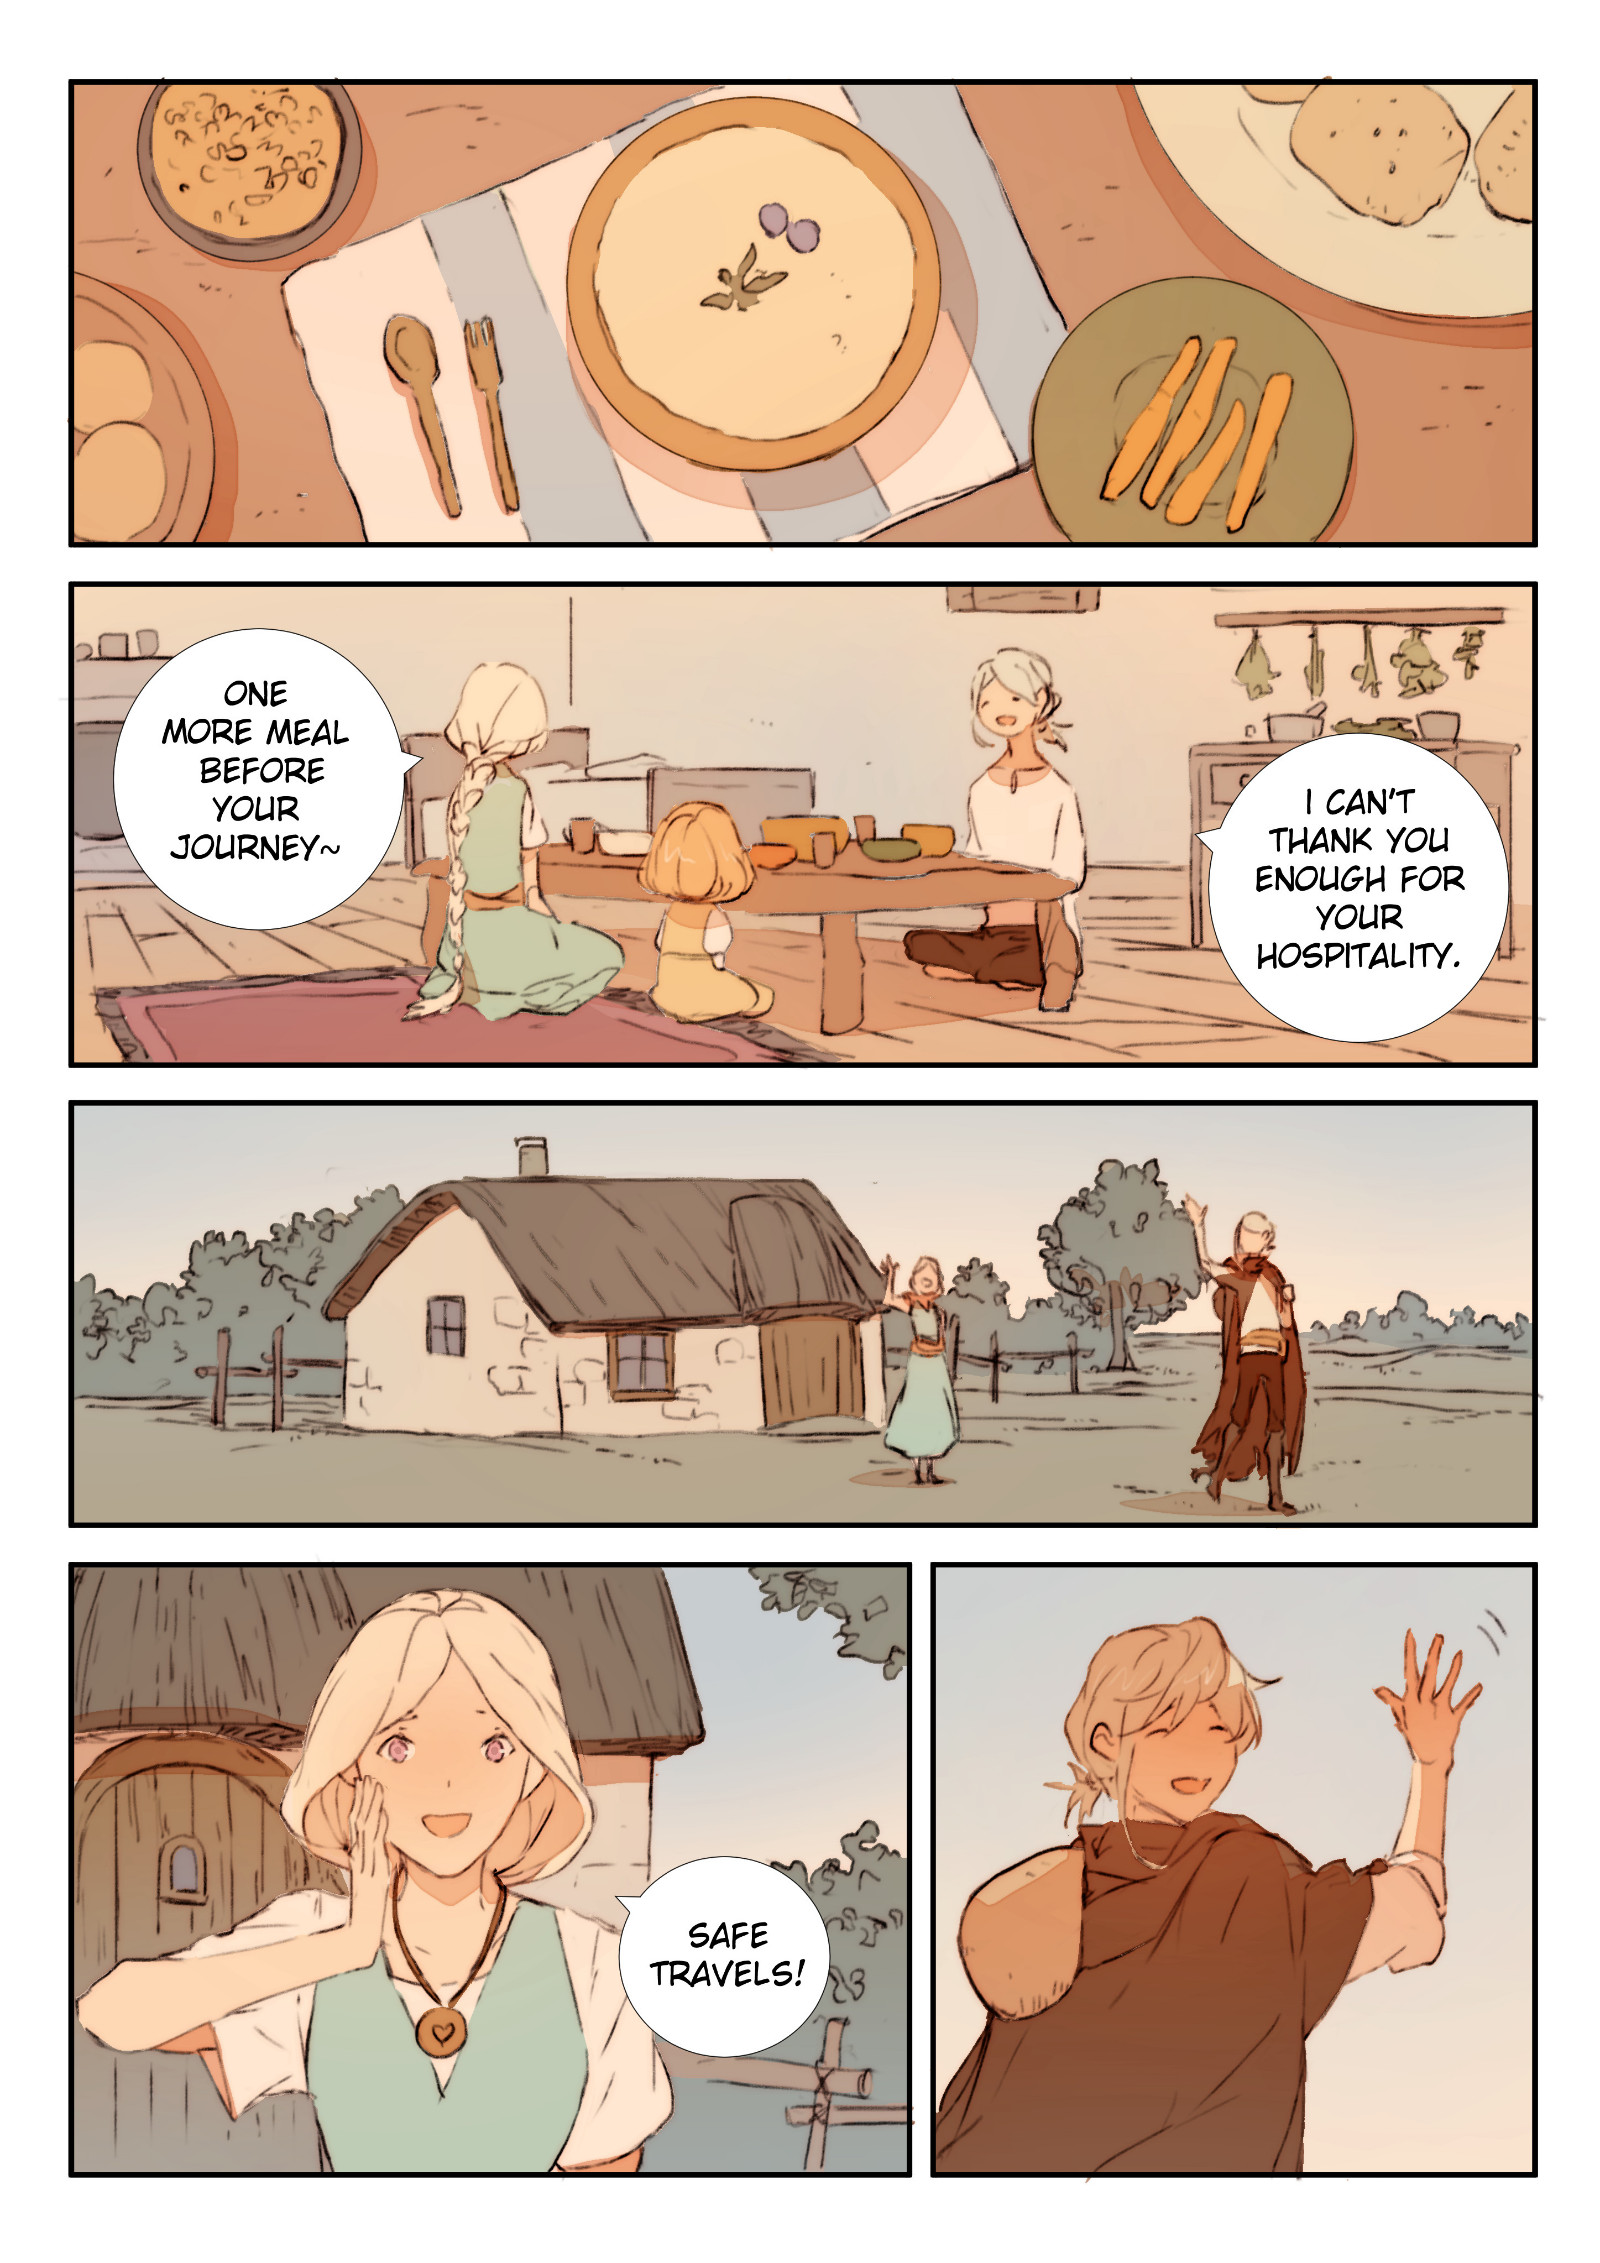 ONE
MORE MEAL
BEFORE
YOUR
JOURNEY~
I CAN'T
THANK YOU
ENOUGH FOR
YOUR
HOSPITALITY.
SAFE
TRAVELS!